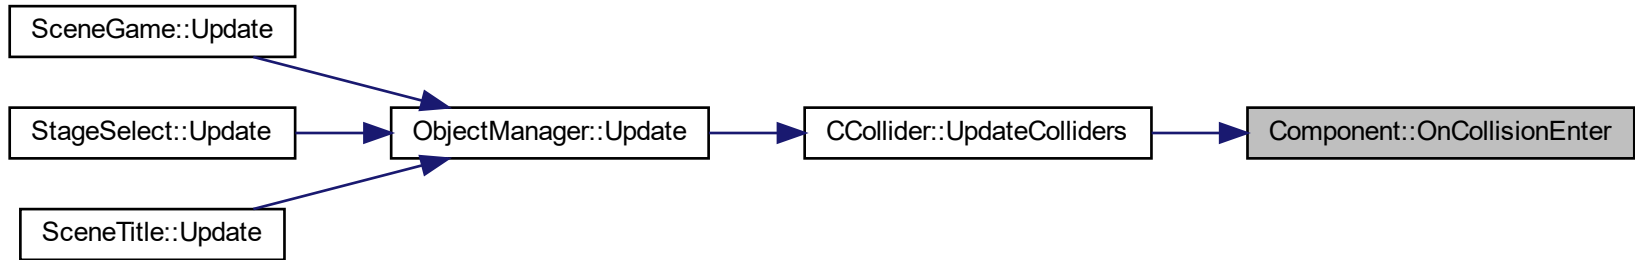 SceneGame::Update
StageSelect::Update
ObjectManager::Update
CCollider::UpdateColliders
Component::OnCollisionEnter
SceneTitle::Update